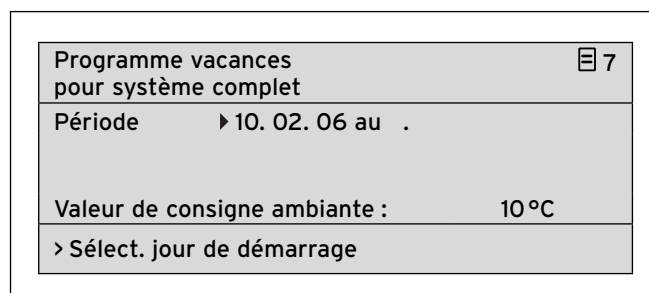 Programme vacances 7
pour système complet
Période 10. 02. 06 au .
Valeur de consigne ambiante : 10 °C
> Sélect. jour de démarrage